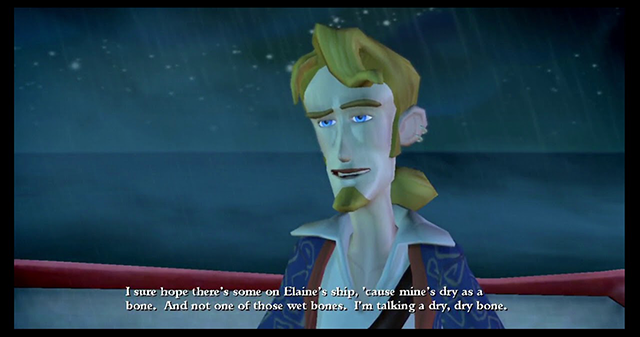 I sure hope there's some on Elaine's ship, 'cause mine's dry as a
bone.  And not one of those wet bones.  I'm talking a dry, dry bone.